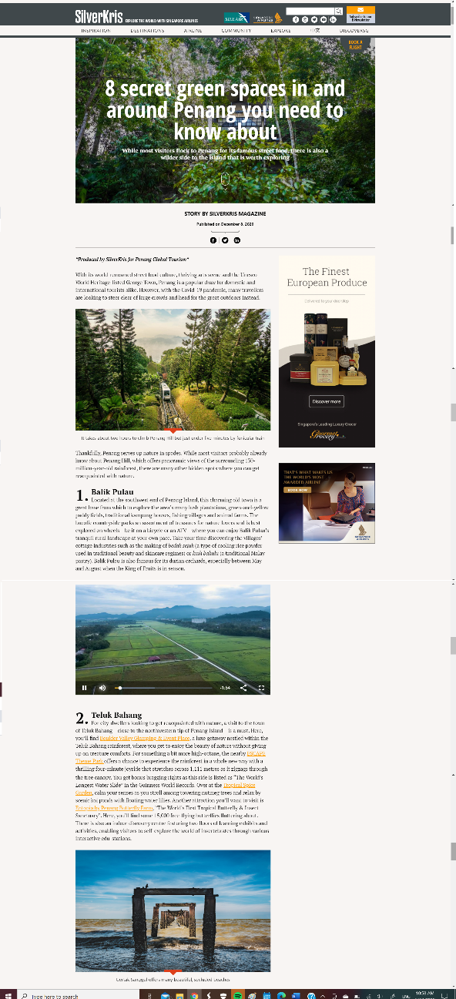 SilverKris EXPLORE THE WORLD WITH SINGAPORE AIRLINES
SILKAIR
SINGAPORE AIRLINES
Subscribe to our
E-Newsletter
INSPIRATION DESTINATIONS AIRLINE COMMUNITY EXPLORE 中文 DISCOVERSG
BOOK A
FLIGHT
8 secret green spaces in and
around Penang you need to
know about
While most visitors flock to Penang for its famous street food, there is also a
wilder side to the island that is worth exploring
STORY BY SILVERKRIS MAGAZINE
Published on December 8, 2020
*Produced by SilverKris for Penang Global Tourism*
With its world-renowned street food culture, thriving arts scene and the Unesco
World Heritage-listed George Town, Penang is a popular draw for domestic and
international tourists alike. However, with the Covid-19 pandemic, many travellers
are looking to steer clear of large crowds and head for the great outdoors instead.
The Finest
European Produce
Delivered to your doorstep
Discover more
Singapore's Leading Luxury Grocer
It takes about two hours to climb Penang Hill but just under five minutes by funicular train
Thankfully, Penang serves up nature in spades. While most visitors probably already
know about Penang Hill, which offers panoramic views of the surrounding 130-
million-year-old rainforest, there are many other hidden spots where you can get
reacquainted with nature.
THAT'S WHAT MAKES US
THE WORLD'S MOST
AWARDED AIRLINE
BOOK NOW
SINGAPORE
AIRLINES
1. Balik Pulau
Located at the southwest end of Penang Island, this charming old town is a
great base from which to explore the area's many lush plantations, green-and-yellow
paddy fields, traditional kampong houses, fishing villages and animal farms. The
bucolic countryside packs an assortment of treasures for nature lovers and is best
explored on wheels – be it on a bicycle or an ATV – where you can enjoy Balik Pulau's
tranquil rural landscape at your own pace. Take your time discovering the villages'
cottage industries such as the making of bedak sejuk (a type of cooling rice powder
used in traditional beauty and skincare regimes) or kuih bahulu (a traditional Malay
pastry). Balik Pulau is also famous for its durian orchards, especially between May
and August when the King of Fruits is in season.
-1:54
2. Teluk Bahang
For city-dwellers looking to get reacquainted with nature, a visit to the town
of Teluk Bahang – close to the northwestern tip of Penang Island – is a must. Here,
you'll find Boulder Valley Glamping & Event Place, a luxe getaway nestled within the
Teluk Bahang rainforest, where you get to enjoy the beauty of nature without giving
up on creature comforts. For something a bit more high-octane, the nearby ESCAPE
Theme Park offers a chance to experience the rainforest in a whole new way with a
thrilling four-minute joyride that stretches across 1,111 metres as it zigzags through
the tree canopy. You get bonus bragging rights as this ride is listed as "The World's
Longest Water Slide" in the Guinness World Records. Over at the Tropical Spice
Garden, calm your senses as you stroll among towering nutmeg trees and relax by
scenic koi ponds with floating water lilies. Another attraction you'll want to visit is
Entopia by Penang Butterfly Farm, "The World's First Tropical Butterfly & Insect
Sanctuary". Here, you'll find some 15,000 free-flying butterflies fluttering about.
There is also an indoor discovery centre featuring two floors of learning exhibits and
activities, enabling visitors to self-explore the world of invertebrates through various
interactive edu-stations.
Gertak Sanggul offers many beautiful, secluded beaches
Type here to search
ENG
10:53 AM